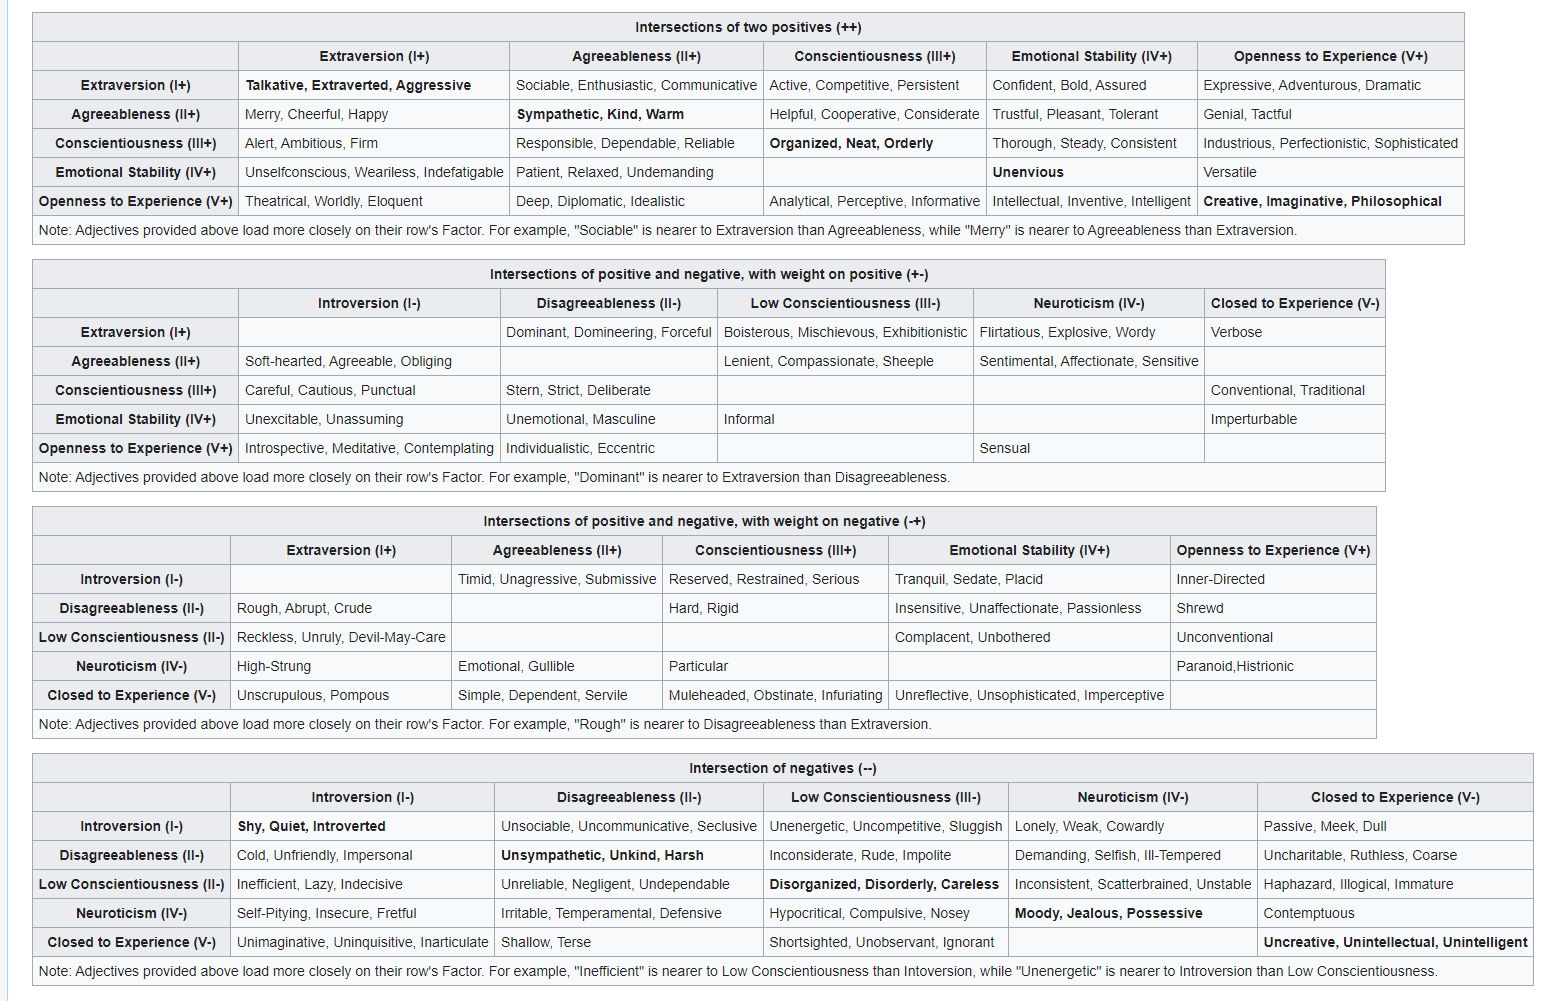 Intersections of two positives (++)
Extraversion (I+) Agreeableness (II+) Conscientiousness (III+) Emotional Stability (IV+) Openness to Experience (V+)
Extraversion (I+) Talkative, Extraverted, Aggressive Sociable, Enthusiastic, Communicative Active, Competitive, Persistent Confident, Bold, Assured Expressive, Adventurous, Dramatic
Agreeableness (II+) Merry, Cheerful, Happy Sympathetic, Kind, Warm Helpful, Cooperative, Considerate Trustful, Pleasant, Tolerant Genial, Tactful
Conscientiousness (III+) Alert, Ambitious, Firm Responsible, Dependable, Reliable Organized, Neat, Orderly Thorough, Steady, Consistent Industrious, Perfectionistic, Sophisticated
Emotional Stability (IV+) Unselfconscious, Weariless, Indefatigable Patient, Relaxed, Undemanding Unenvious Versatile
Openness to Experience (V+) Theatrical, Worldly, Eloquent Deep, Diplomatic, Idealistic Analytical, Perceptive, Informative Intellectual, Inventive, Intelligent Creative, Imaginative, Philosophical
Note: Adjectives provided above load more closely on their row's Factor. For example, "Sociable" is nearer to Extraversion than Agreeableness, while "Merry" is nearer to Agreeableness than Extraversion.
Intersections of positive and negative, with weight on positive (+-)
Introversion (I-) Disagreeableness (II-) Low Conscientiousness (III-) Neuroticism (IV-) Closed to Experience (V-)
Extraversion (I+) Dominant, Domineering, Forceful Boisterous, Mischievous, Exhibitionistic Flirtatious, Explosive, Wordy Verbose
Agreeableness (II+) Soft-hearted, Agreeable, Obliging Lenient, Compassionate, Sheeple Sentimental, Affectionate, Sensitive
Conscientiousness (III+) Careful, Cautious, Punctual Stern, Strict, Deliberate Conventional, Traditional
Emotional Stability (IV+) Unexcitable, Unassuming Unemotional, Masculine Informal Imperturbable
Openness to Experience (V+) Introspective, Meditative, Contemplating Individualistic, Eccentric Sensual
Note: Adjectives provided above load more closely on their row's Factor. For example, "Dominant" is nearer to Extraversion than Disagreeableness.
Intersections of positive and negative, with weight on negative (-+)
Extraversion (I+) Agreeableness (II+) Conscientiousness (III+) Emotional Stability (IV+) Openness to Experience (V+)
Introversion (I-) Timid, Unagressive, Submissive Reserved, Restrained, Serious Tranquil, Sedate, Placid Inner-Directed
Disagreeableness (II-) Rough, Abrupt, Crude Hard, Rigid Insensitive, Unaffectionate, Passionless Shrewd
Low Conscientiousness (II-) Reckless, Unruly, Devil-May-Care Complacent, Unbothered Unconventional
Neuroticism (IV-) High-Strung Emotional, Gullible Particular Paranoid,Histrionic
Closed to Experience (V-) Unscrupulous, Pompous Simple, Dependent, Servile Muleheaded, Obstinate, Infuriating Unreflective, Unsophisticated, Imperceptive
Note: Adjectives provided above load more closely on their row's Factor. For example, "Rough" is nearer to Disagreeableness than Extraversion.
Intersection of negatives (--)
Introversion (I-) Disagreeableness (II-) Low Conscientiousness (III-) Neuroticism (IV-) Closed to Experience (V-)
Introversion (I-) Shy, Quiet, Introverted Unsociable, Uncommunicative, Seclusive Unenergetic, Uncompetitive, Sluggish Lonely, Weak, Cowardly Passive, Meek, Dull
Disagreeableness (II-) Cold, Unfriendly, Impersonal Unsympathetic, Unkind, Harsh Inconsiderate, Rude, Impolite Demanding, Selfish, Ill-Tempered Uncharitable, Ruthless, Coarse
Low Conscientiousness (II-) Inefficient, Lazy, Indecisive Unreliable, Negligent, Undependable Disorganized, Disorderly, Careless Inconsistent, Scatterbrained, Unstable Haphazard, Illogical, Immature
Neuroticism (IV-) Self-Pitying, Insecure, Fretful Irritable, Temperamental, Defensive Hypocritical, Compulsive, Nosey Moody, Jealous, Possessive Contemptuous
Closed to Experience (V-) Unimaginative, Uninquisitive, Inarticulate Shallow, Terse Shortsighted, Unobservant, Ignorant Uncreative, Unintellectual, Unintelligent
Note: Adjectives provided above load more closely on their row's Factor. For example, "Inefficient" is nearer to Low Conscientiousness than Intoversion, while "Unenergetic" is nearer to Introversion than Low Conscientiousness.